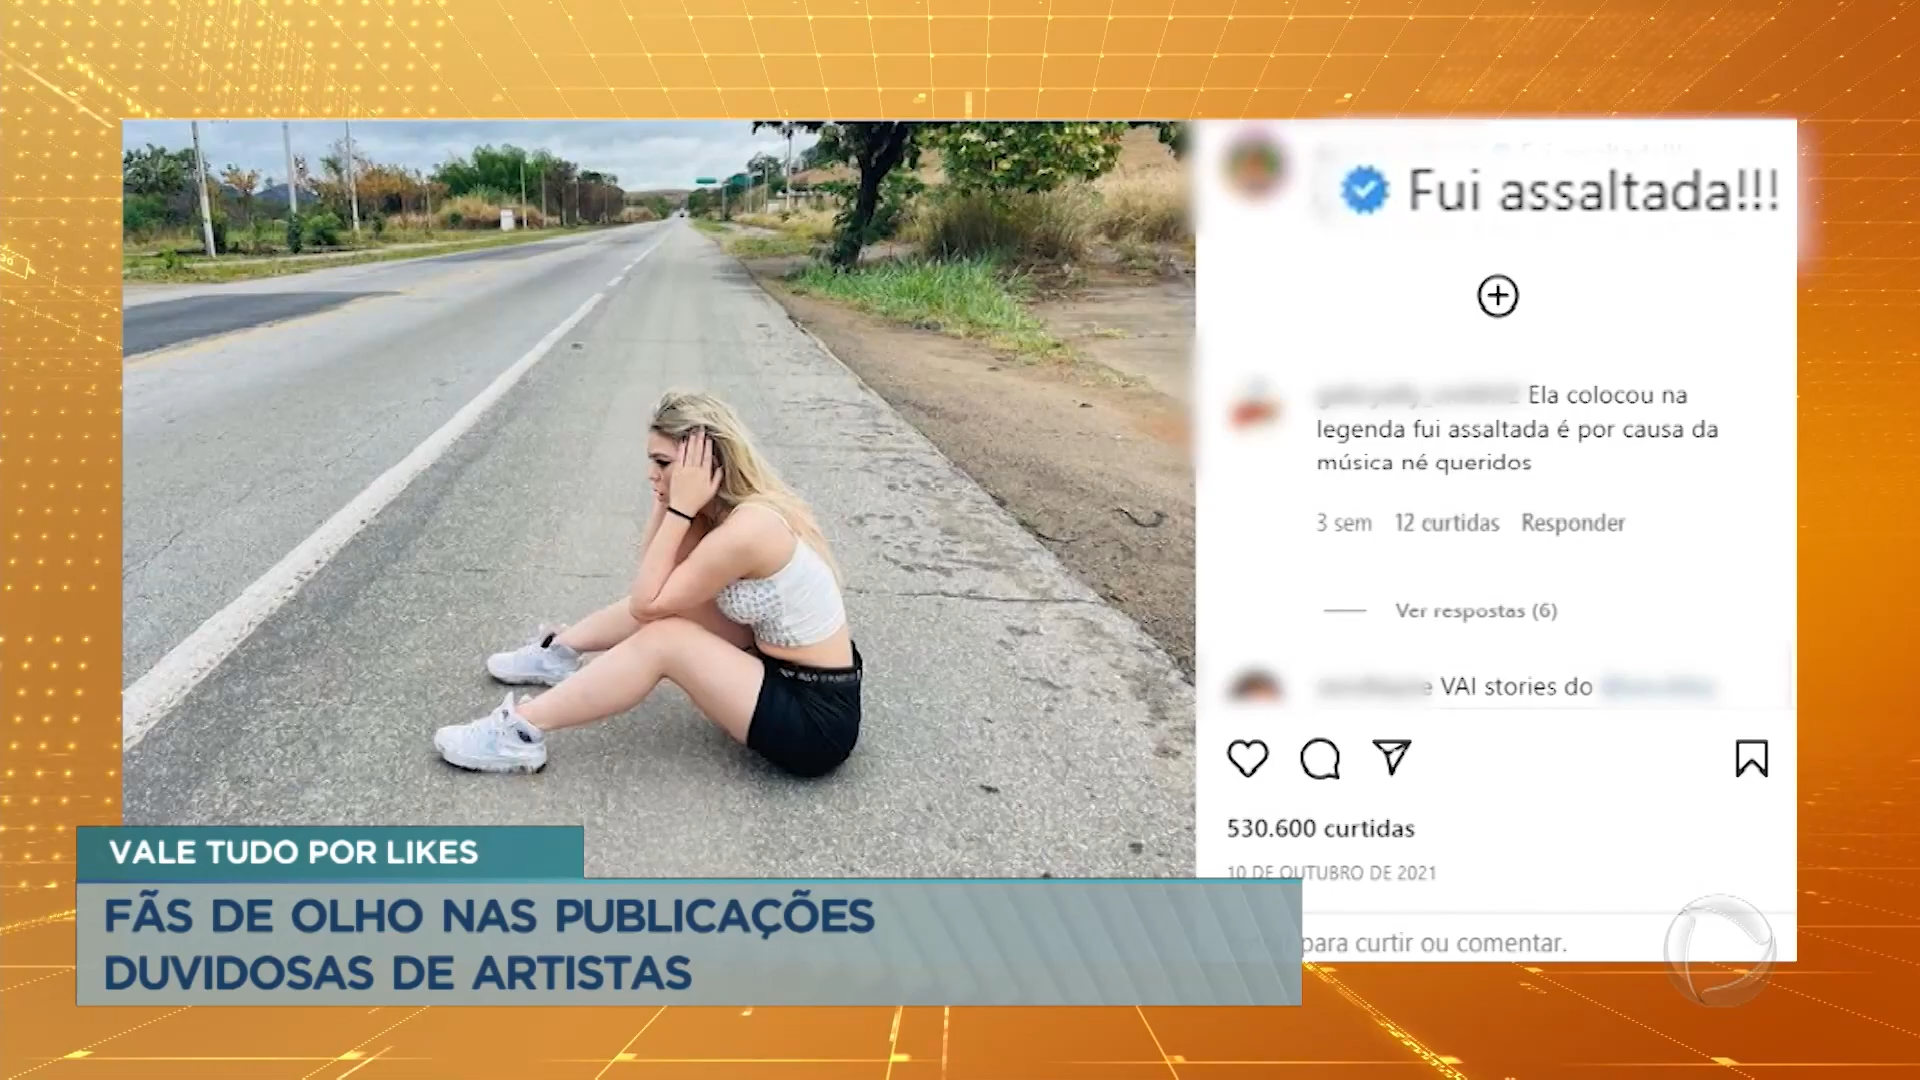 Fui assaltada!!!
Ela colocou na
legenda fui assaltada é por causa da
música né queridos
3 sem 12 curtidas Responder
Ver respostas (6)
VAI stories do
530.600 curtidas
10 DE OUTUBRO DE 2021
para curtir ou comentar.
VALE TUDO POR LIKES
FÃS DE OLHO NAS PUBLICAÇÕES
DUVIDOSAS DE ARTISTAS